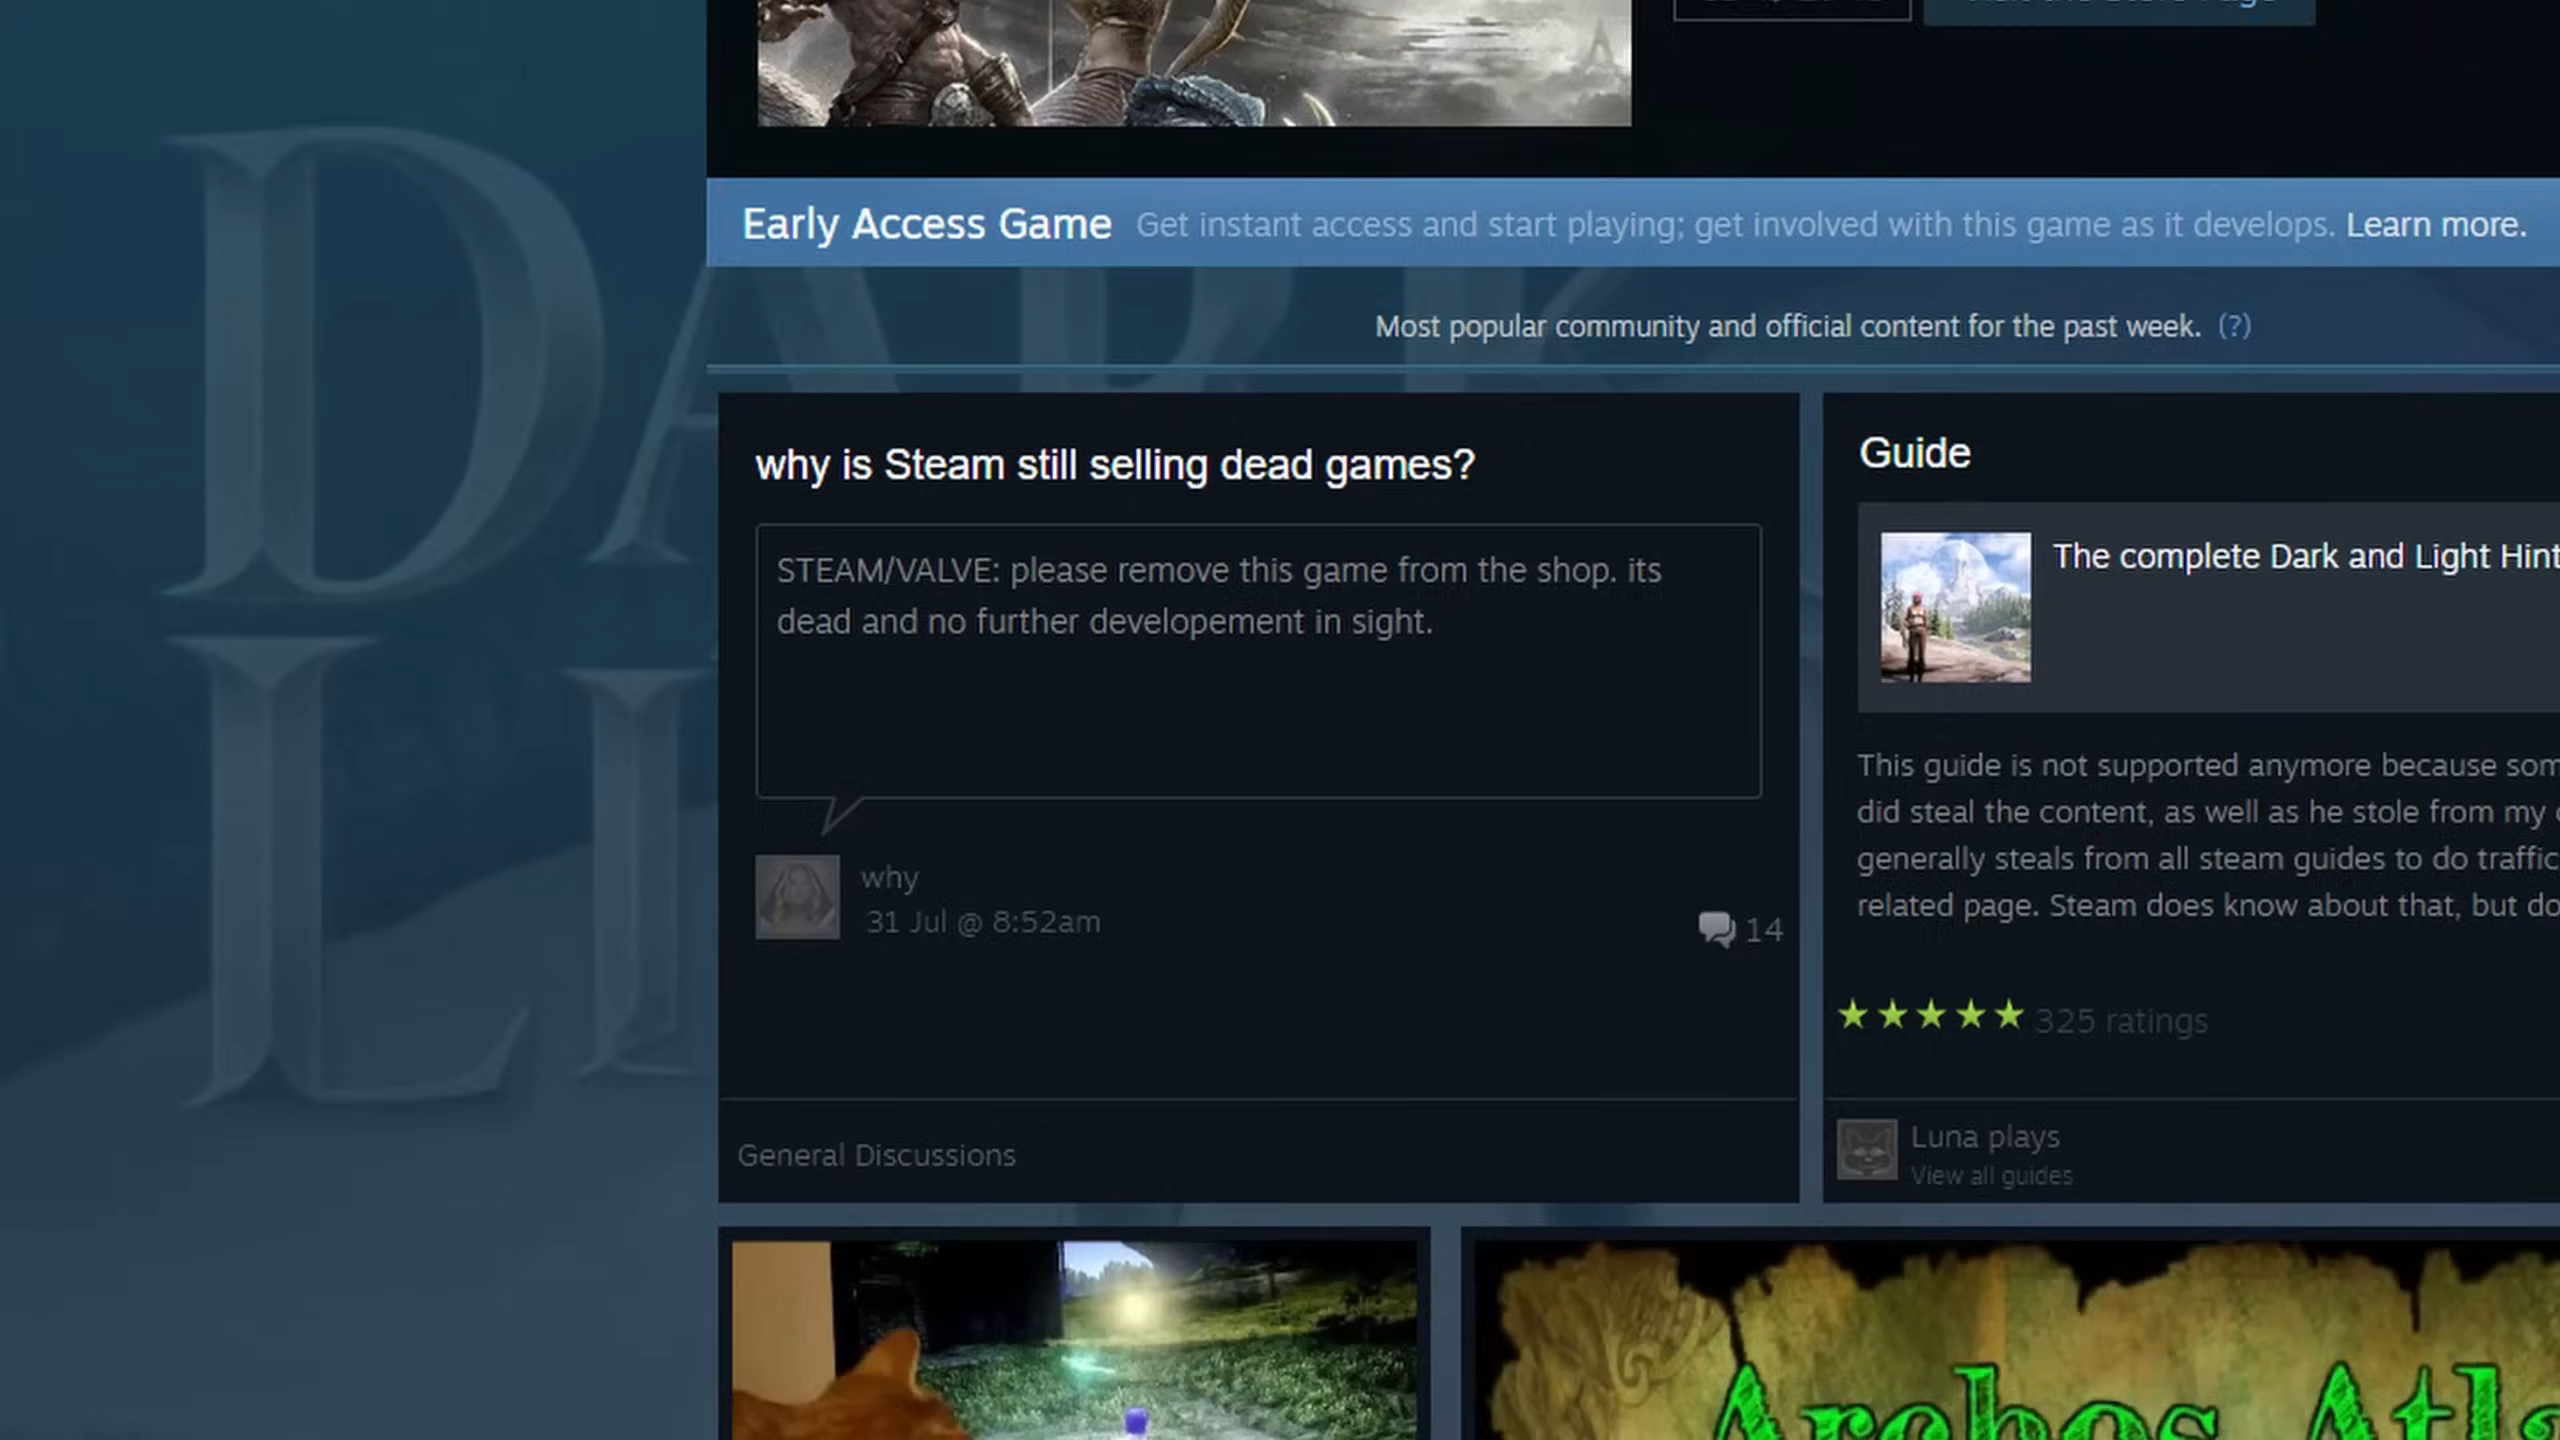 Early Access Game Get instant access and start playing; get involved with this game as it develops. Learn more.
Most popular community and official content for the past week. (?)
why is Steam still selling dead games?
STEAM/VALVE: please remove this game from the shop. its
dead and no further developement in sight.
why
31 Jul @ 8:52am
14
General Discussions
Guide
The complete Dark and Light Hint
This guide is not supported anymore because som
did steal the content, as well as he stole from my
generally steals from all steam guides to do traffic
related page. Steam does know about that, but do
325 ratings
Luna plays
View all guides
DARK
LI
Archos Atla